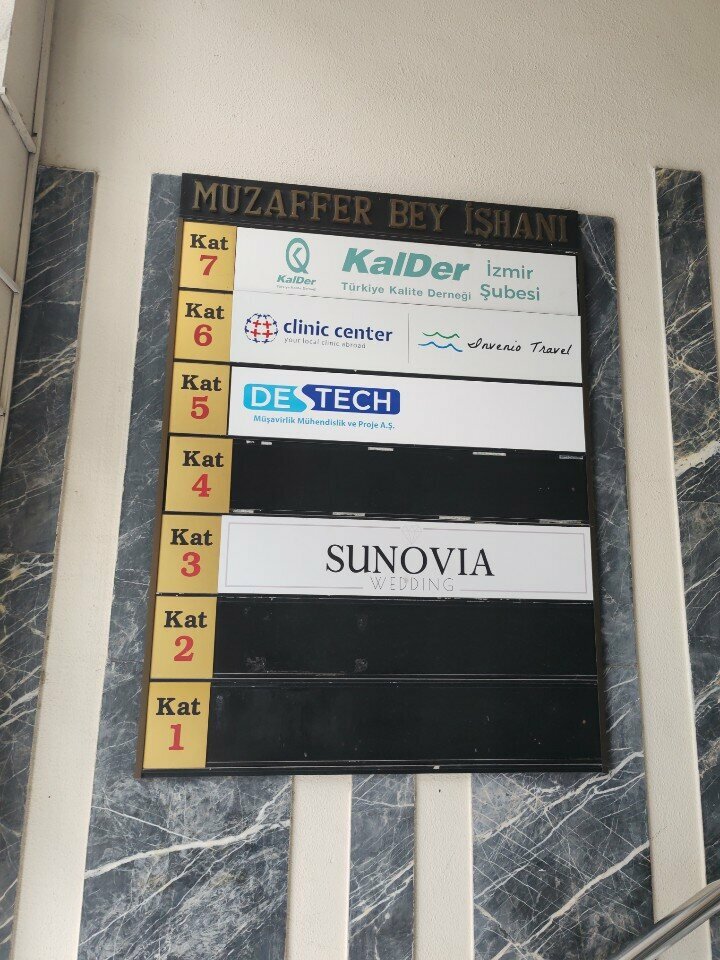 MUZAFFER BEY İŞHANI
Kat
7
KalDer
KalDer İzmir
Türkiye Kalite Derneği Şubesi
Kat
6
clinic center
your local clinic abroad
Invenio Travel
Kat
5
DESTECH
Müşavirlik Mühendislik ve Proje A.Ş.
Kat
4
Kat
3
SUNOVIA
WEDDING
Kat
2
Kat
1